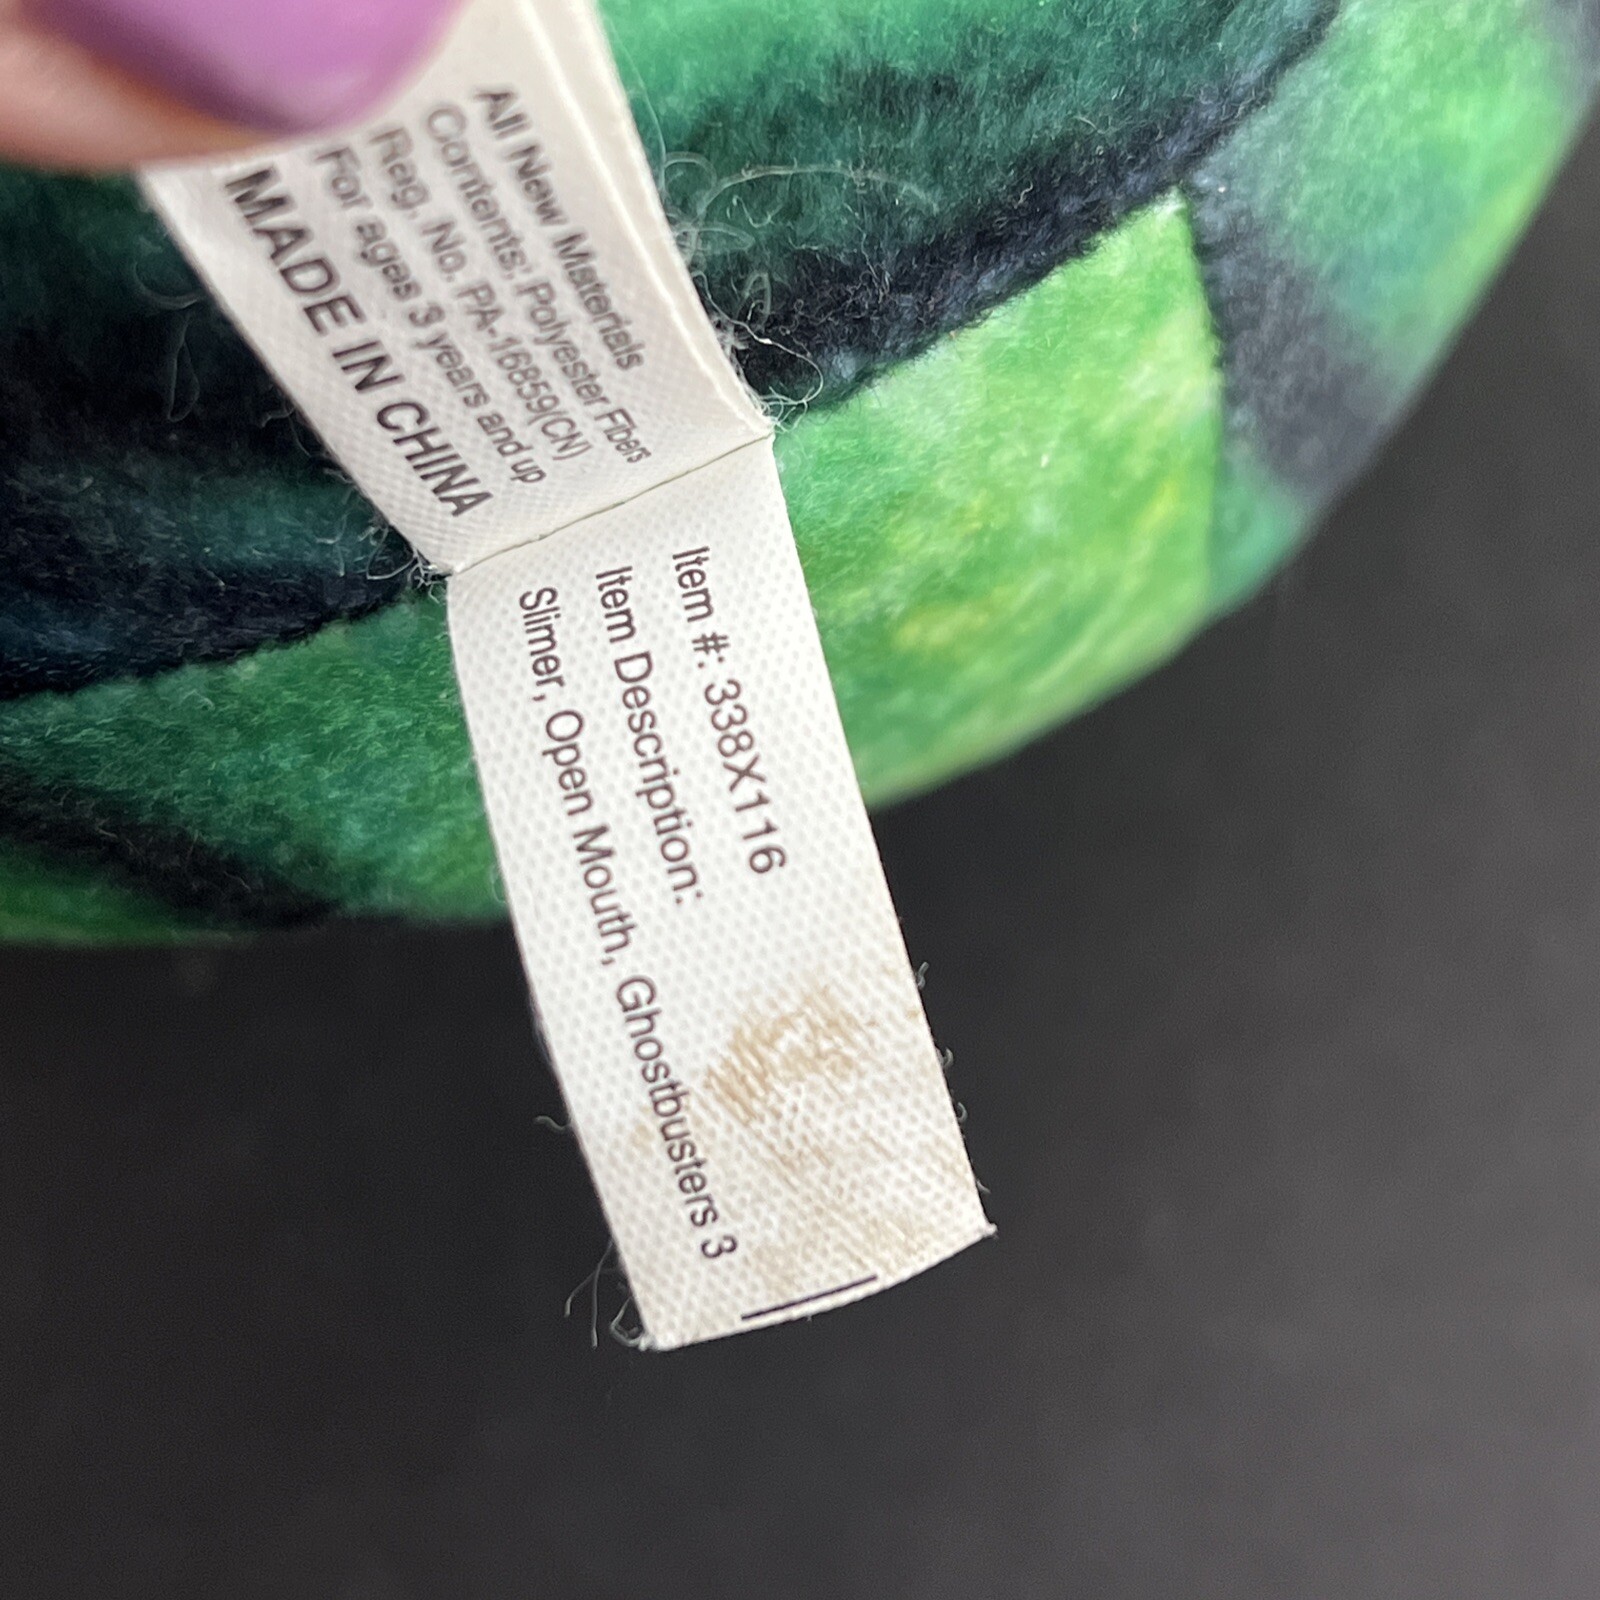 All New Materials
Contants: Polyester Fibers
Reg. No. PA-16859(CN)
For ages 3 years and up
MADE IN CHINA
Item #: 338X116
Item Description:
Slimer, Open Mouth, Ghostbusters 3